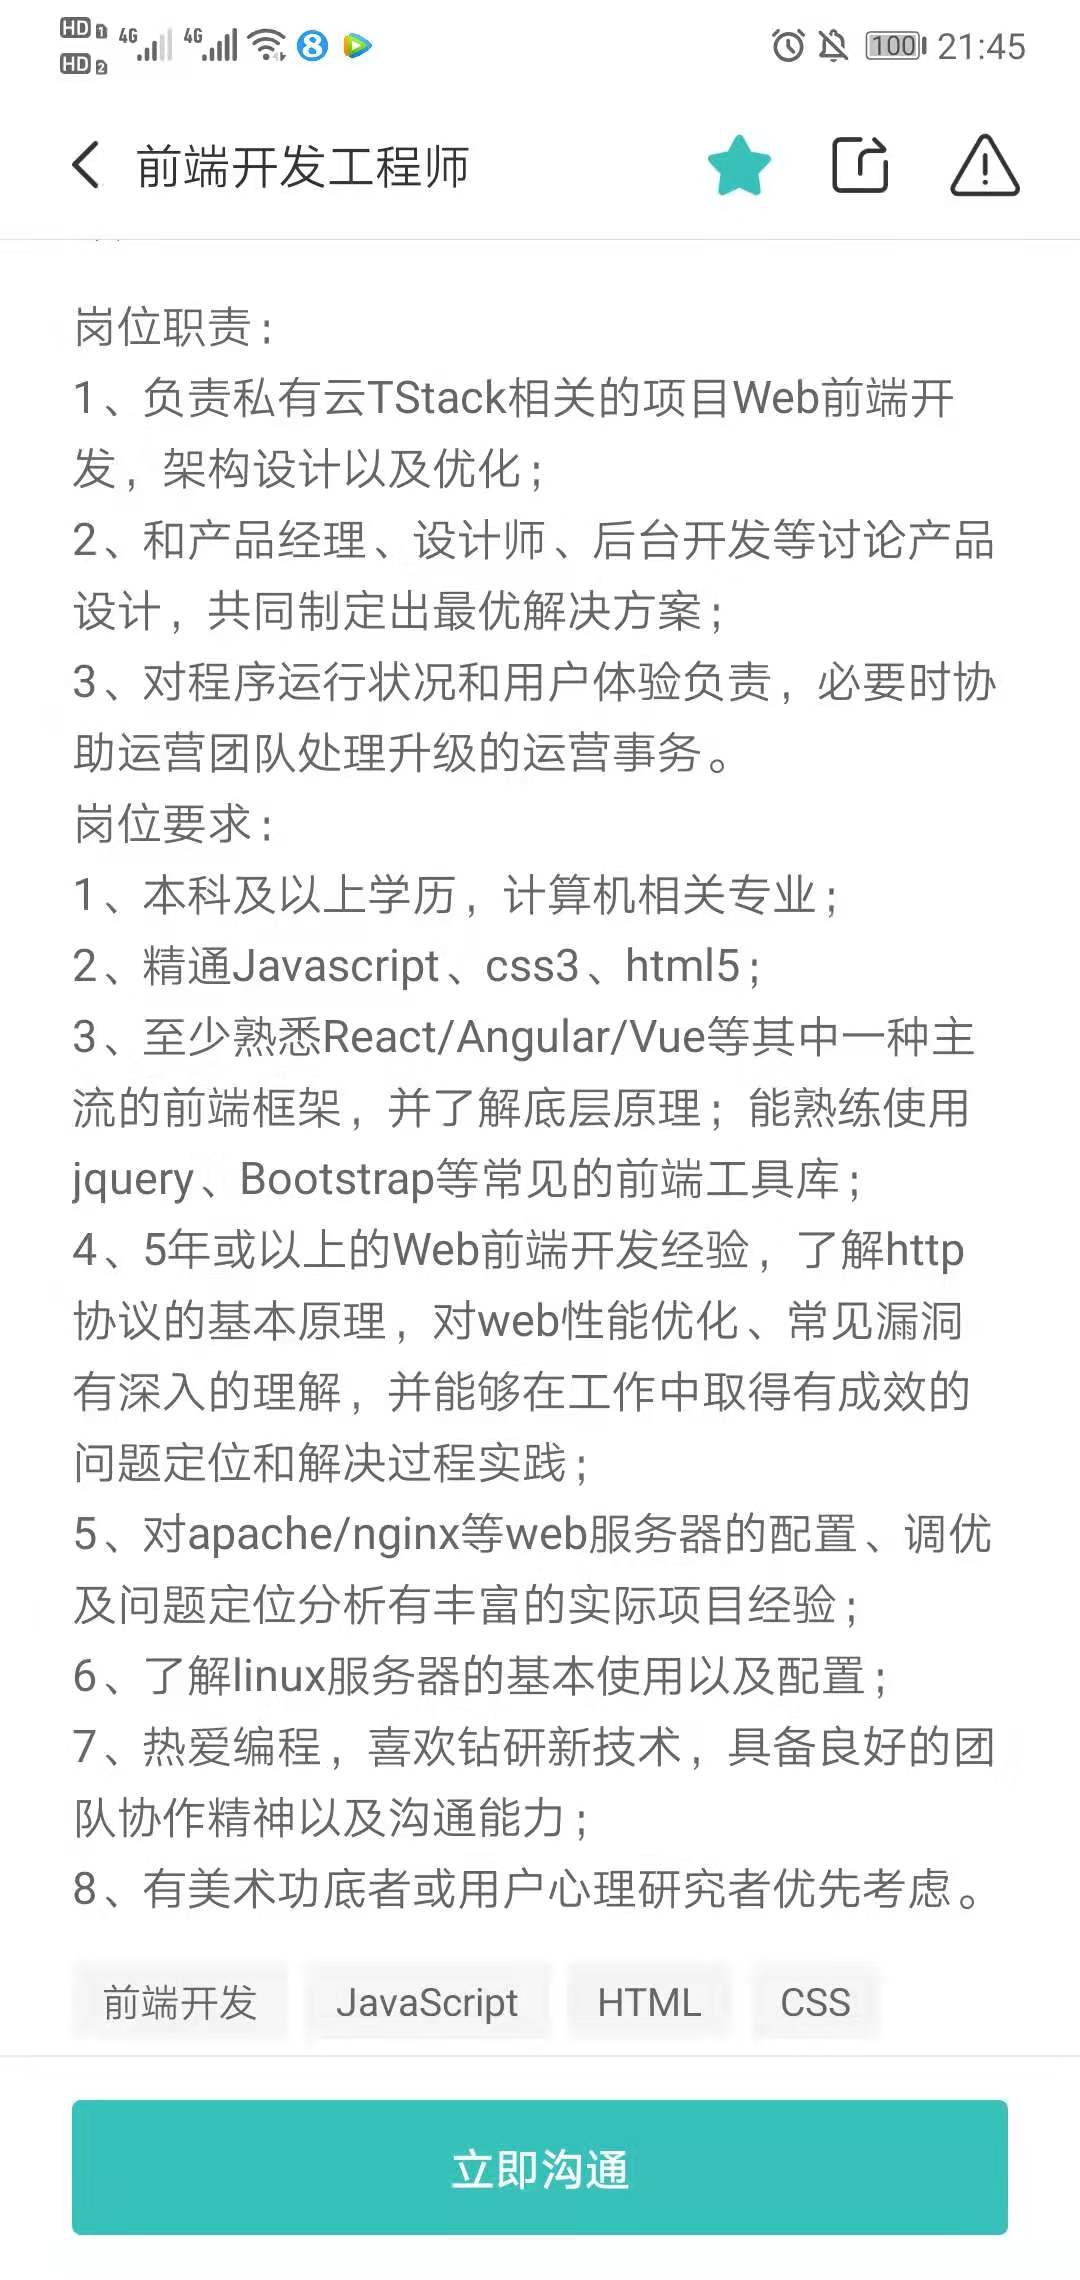 HD 1 4G 4G 8 100 21:45
HD 2
前端开发工程师
岗位职责:
1、负责私有云TStack相关的项目Web前端开
发，架构设计以及优化;
2、和产品经理、设计师、后台开发等讨论产品
设计，共同制定出最优解决方案;
3、对程序运行状况和用户体验负责，必要时协
助运营团队处理升级的运营事务。
岗位要求:
1、本科及以上学历，计算机相关专业;
2、精通Javascript、css3、html5;
3、至少熟悉React/Angular/Vue等其中一种主
流的前端框架，并了解底层原理；能熟练使用
jquery、Bootstrap等常见的前端工具库;
4、5年或以上的Web前端开发经验，了解http
协议的基本原理，对web性能优化、常见漏洞
有深入的理解，并能够在工作中取得有成效的
问题定位和解决过程实践;
5、对apache/nginx等web服务器的配置、调优
及问题定位分析有丰富的实际项目经验;
6、了解linux服务器的基本使用以及配置;
7、热爱编程，喜欢钻研新技术，具备良好的团
队协作精神以及沟通能力;
8、有美术功底者或用户心理研究者优先考虑。
前端开发 JavaScript HTML CSS
立即沟通